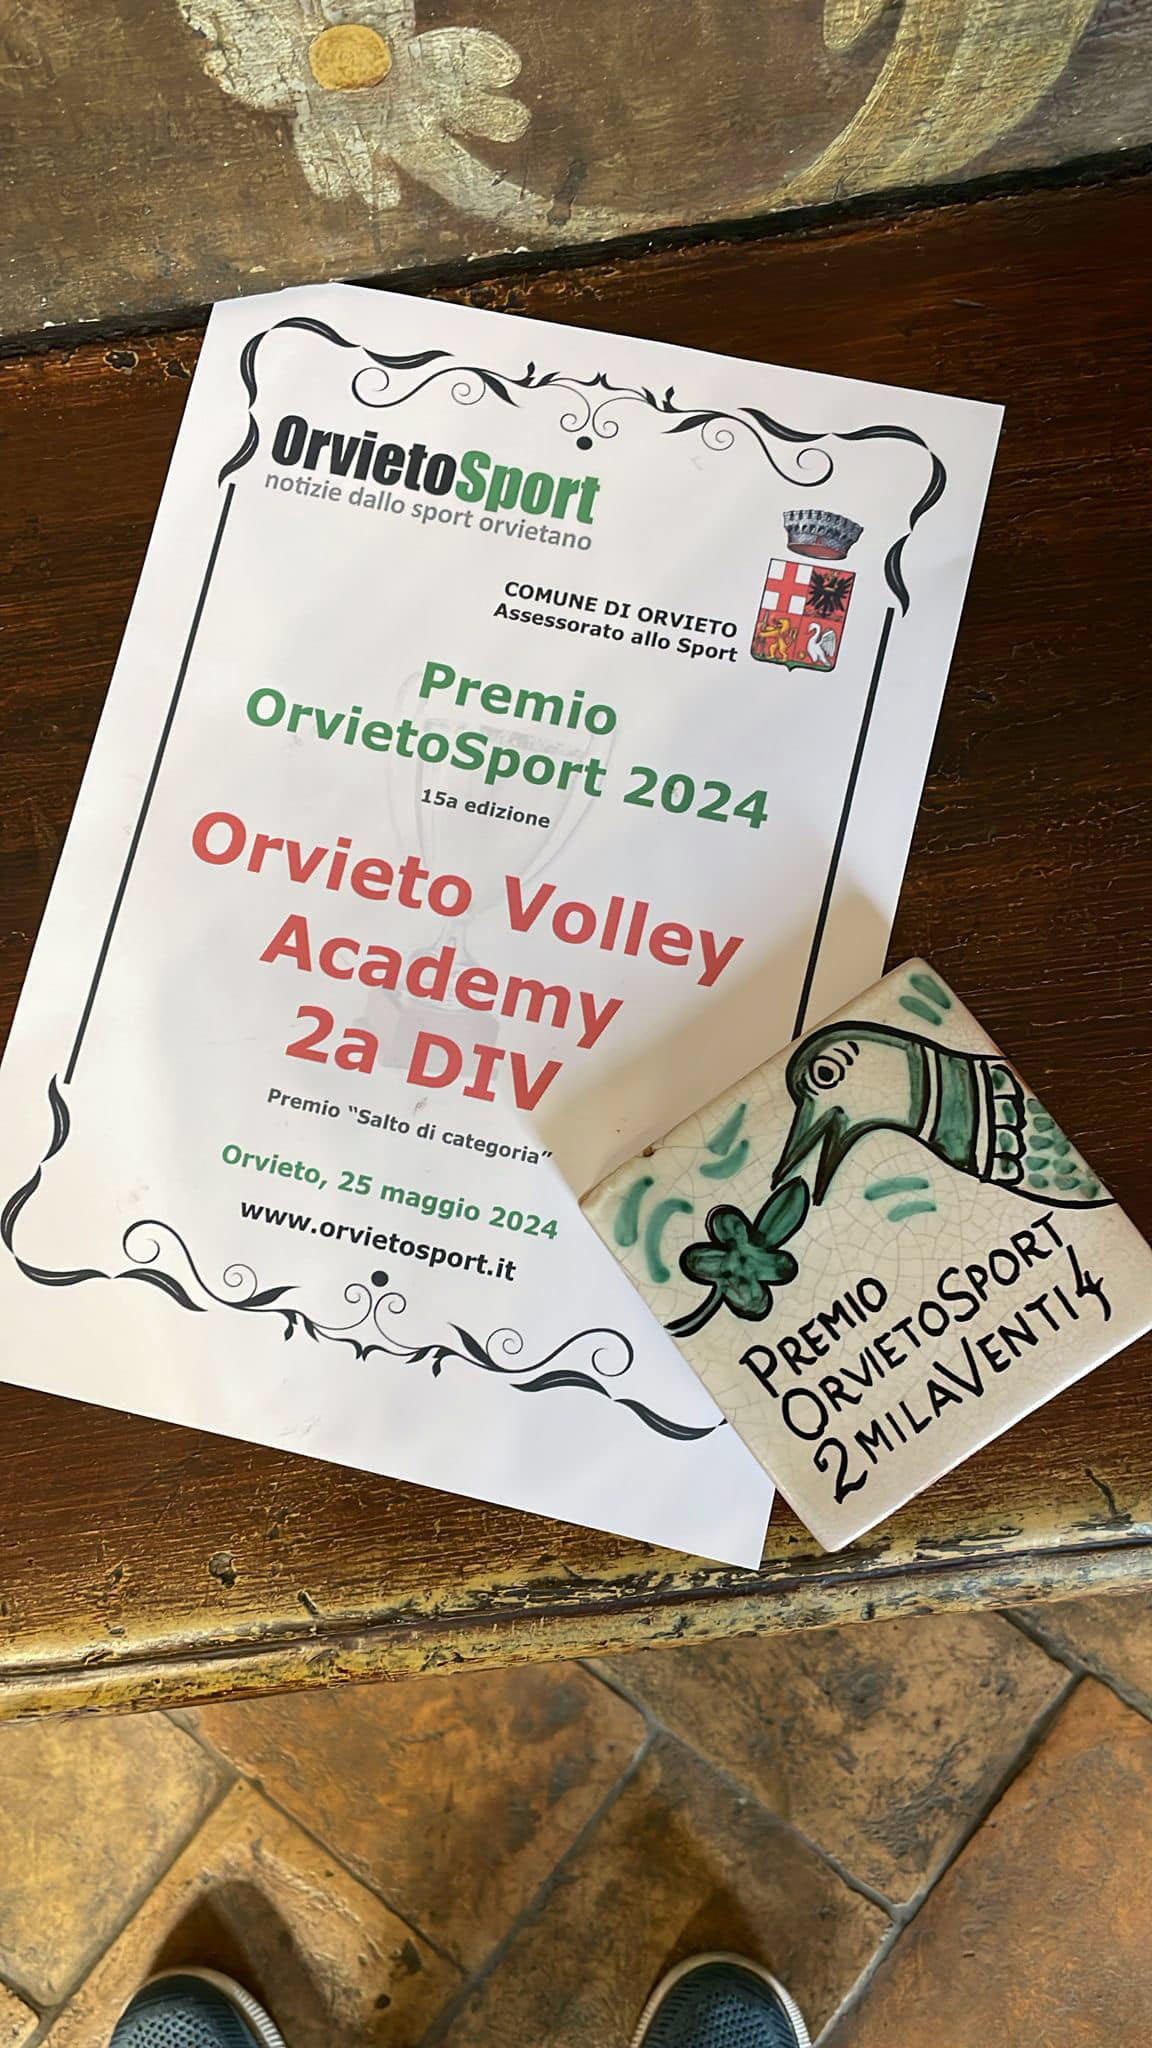 OrvietoSport
notizie dallo sport orvietano
COMUNE DI ORVIETO
Assessorato allo Sport
Premio
OrvietoSport 2024
15a edizione
Orvieto Volley
Academy
2a DIV
Premio “Salto di categoria”
Orvieto, 25 maggio 2024
www.orvietosport.it
PREMIO
ORVIETOSPORT
2MILAVENTI4